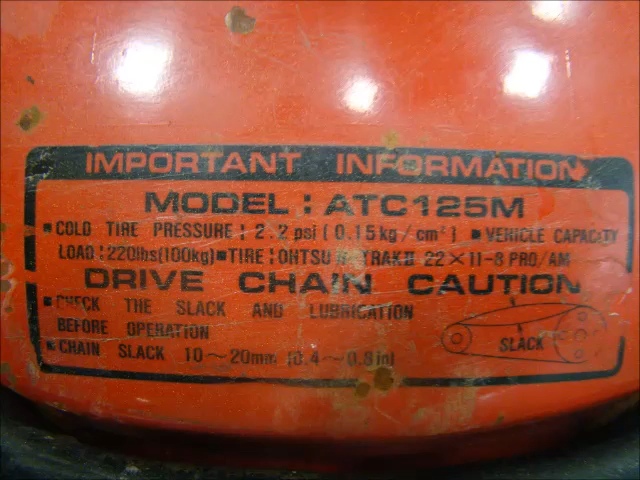 IMPORTANT INFORMATION
MODEL : ATC125M
■ COLD TIRE PRESSURE : 2.2 psi ( 0.15 kg / cm² ) ■ VEHICLE CAPACITY
LOAD : 220lbs(100kg) ■ TIRE : OHTSU 22 × 11-8 PRO/AM
DRIVE CHAIN CAUTION
■ CHECK THE SLACK AND LUBRICATION
BEFORE OPERATION
■ CHAIN SLACK 10~20mm (0.4~0.8in)
SLACK